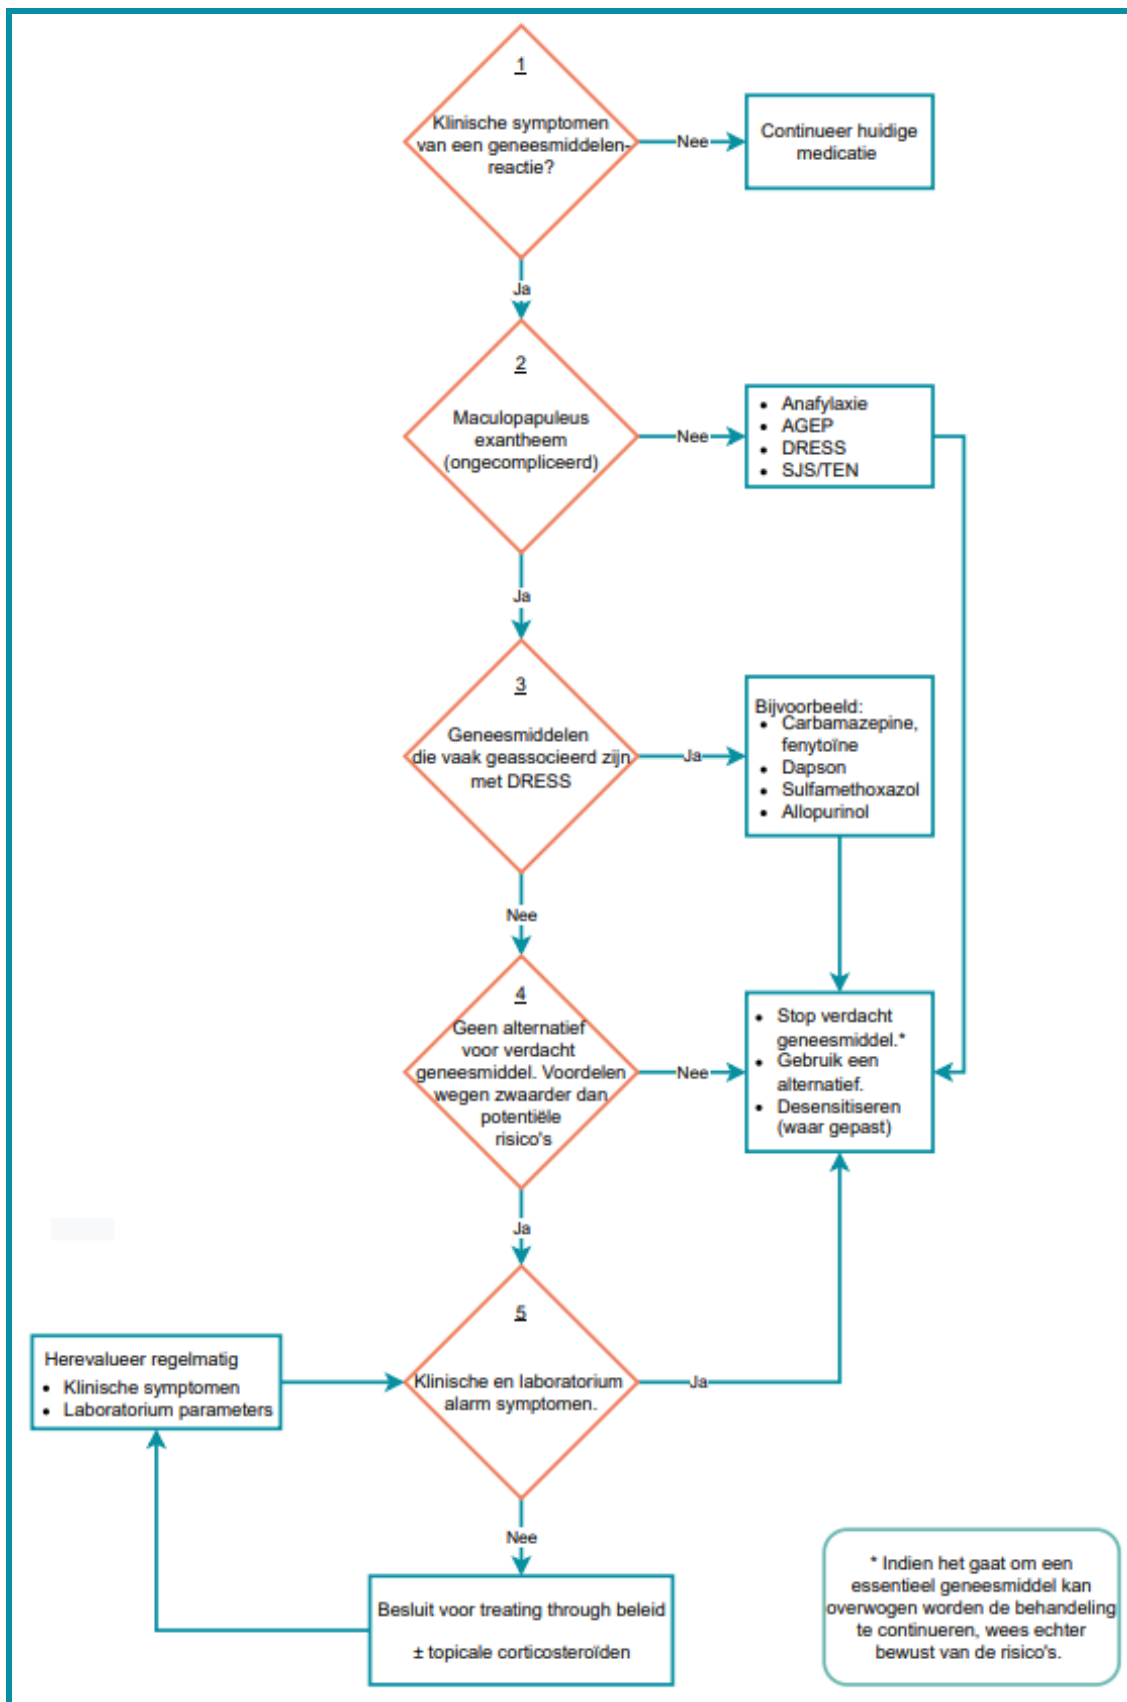 1
Klinische symptomen
van een geneesmiddelen-
reactie?
Nee
Continueer huidige
medicatie
Ja
2
Maculopapuleus
exantheem
(ongecompliceerd)
Nee
• Anafylaxie
• AGEP
• DRESS
• SJS/TEN
Ja
3
Geneesmiddelen
die vaak geassocieerd zijn
met DRESS
Ja
Bijvoorbeeld:
• Carbamazepine,
fenytoïne
• Dapson
• Sulfamethoxazol
• Allopurinol
Nee
4
Geen alternatief
voor verdacht
geneesmiddel. Voordelen
wegen zwaarder dan
potentiële
risico's
Nee
• Stop verdacht
geneesmiddel.*
• Gebruik een
alternatief.
• Desensitiseren
(waar gepast)
Ja
5
Klinische en laboratorium
alarm symptomen.
Ja
Herevalueer regelmatig
• Klinische symptomen
• Laboratorium parameters
Nee
Besluit voor treating through beleid
± topicale corticosteroïden
* Indien het gaat om een
essentieel geneesmiddel kan
overwogen worden de behandeling
te continueren, wees echter
bewust van de risico's.